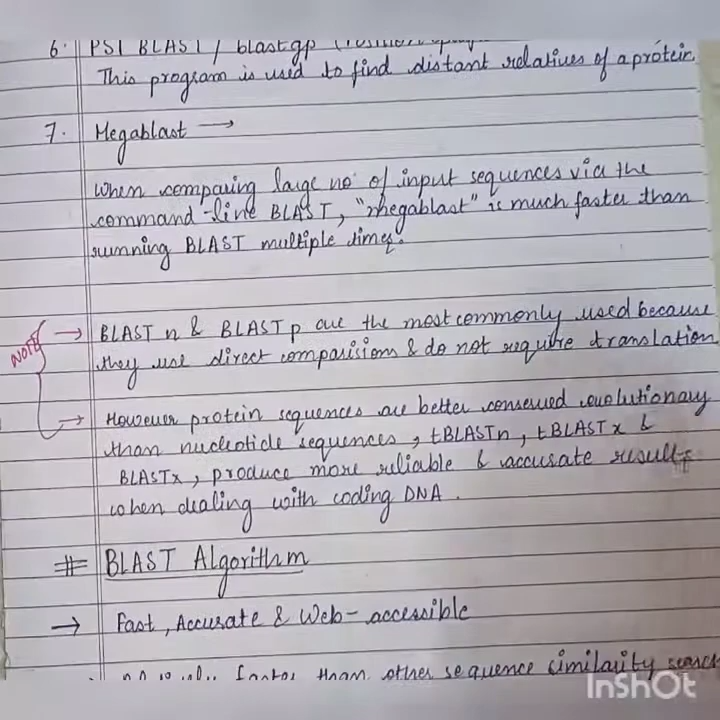 6. PSI BLAST / blastgp
This program is used to find distant relatives of a protein.
7. Megablast →
When comparing large no of input sequences via the
command-line BLAST, "megablast" is much faster than
running BLAST multiple times.
NOTE → BLAST n & BLAST p are the most commonly used because
they use direct comparisions & do not require translation
→ However protein sequences are better conserved evolutionary
than nucleotide sequences, tBLASTn, tBLASTx &
BLASTx, produce more reliable & accurate results
when dealing with coding DNA.
# BLAST Algorithm
→ Fast, Accurate & Web-accessible
faster than other sequence similarity search
InShOt